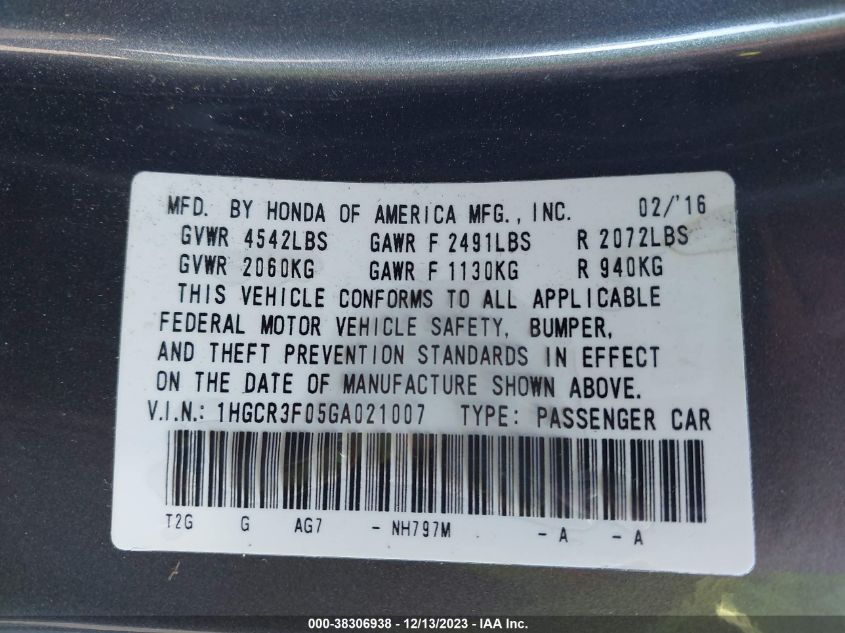 MFD. BY HONDA OF AMERICA MFG., INC. 02/'16
GVWR 4542LBS GAWR F 2491LBS R 2072LBS
GVWR 2060KG GAWR F 1130KG R 940KG
THIS VEHICLE CONFORMS TO ALL APPLICABLE
FEDERAL MOTOR VEHICLE SAFETY, BUMPER,
AND THEFT PREVENTION STANDARDS IN EFFECT
ON THE DATE OF MANUFACTURE SHOWN ABOVE.
V.I.N.: 1HGCR3F05GA021007 TYPE: PASSENGER CAR
T2G G AG7 - NH797M - A - A
000-38306938 - 12/13/2023 - IAA Inc.